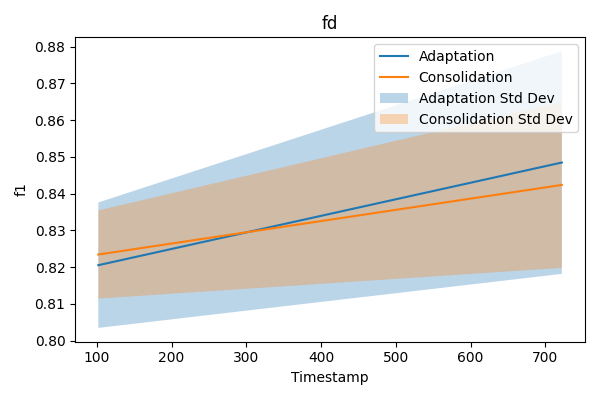 fd
0.88
0.87
0.86
0.85
0.84
0.83
0.82
0.81
0.80
f1
Adaptation
Consolidation
Adaptation Std Dev
Consolidation Std Dev
100 200 300 400 500 600 700
Timestamp